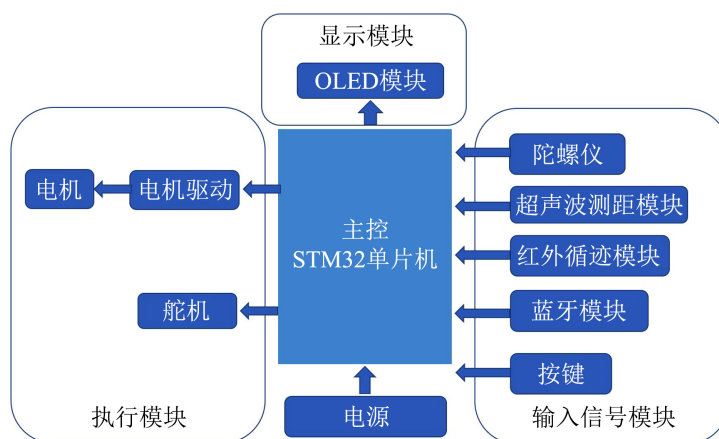 显示模块
OLED模块
电机
电机驱动
舵机
执行模块
主控
STM32单片机
电源
陀螺仪
超声波测距模块
红外循迹模块
蓝牙模块
按键
输入信号模块